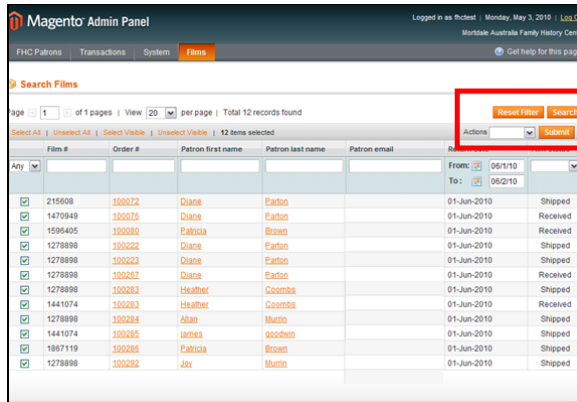 Magento Admin Panel
Logged in as fhctest | Monday, May 3, 2010 | Log O
Mortdale Australia Family History Cent
FHC Patrons Transactions System Films
Get help for this pag
Search Films
Page 1 of 1 pages | View 20 per page | Total 12 records found
Reset Filter Search
Select All | Unselect All | Select Visible | Unselect Visible | 12 items selected
Actions Submit
Film # Order # Patron first name Patron last name Patron email
Any From: 06/1/10
To : 06/2/10
215608 100072 Diane Parton 01-Jun-2010 Shipped
1470949 100076 Diane Parton 01-Jun-2010 Received
1596405 100080 Patricia Brown 01-Jun-2010 Received
1278898 100222 Diane Parton 01-Jun-2010 Shipped
1278898 100223 Diane Parton 01-Jun-2010 Shipped
1278898 100267 Diane Parton 01-Jun-2010 Received
1278898 100283 Heather Coombs 01-Jun-2010 Shipped
1441074 100283 Heather Coombs 01-Jun-2010 Received
1278898 100284 Allan Murrin 01-Jun-2010 Shipped
1441074 100285 james goodwin 01-Jun-2010 Shipped
1867119 100286 Patricia Brown 01-Jun-2010 Shipped
1278898 100292 Joy Murrin 01-Jun-2010 Shipped